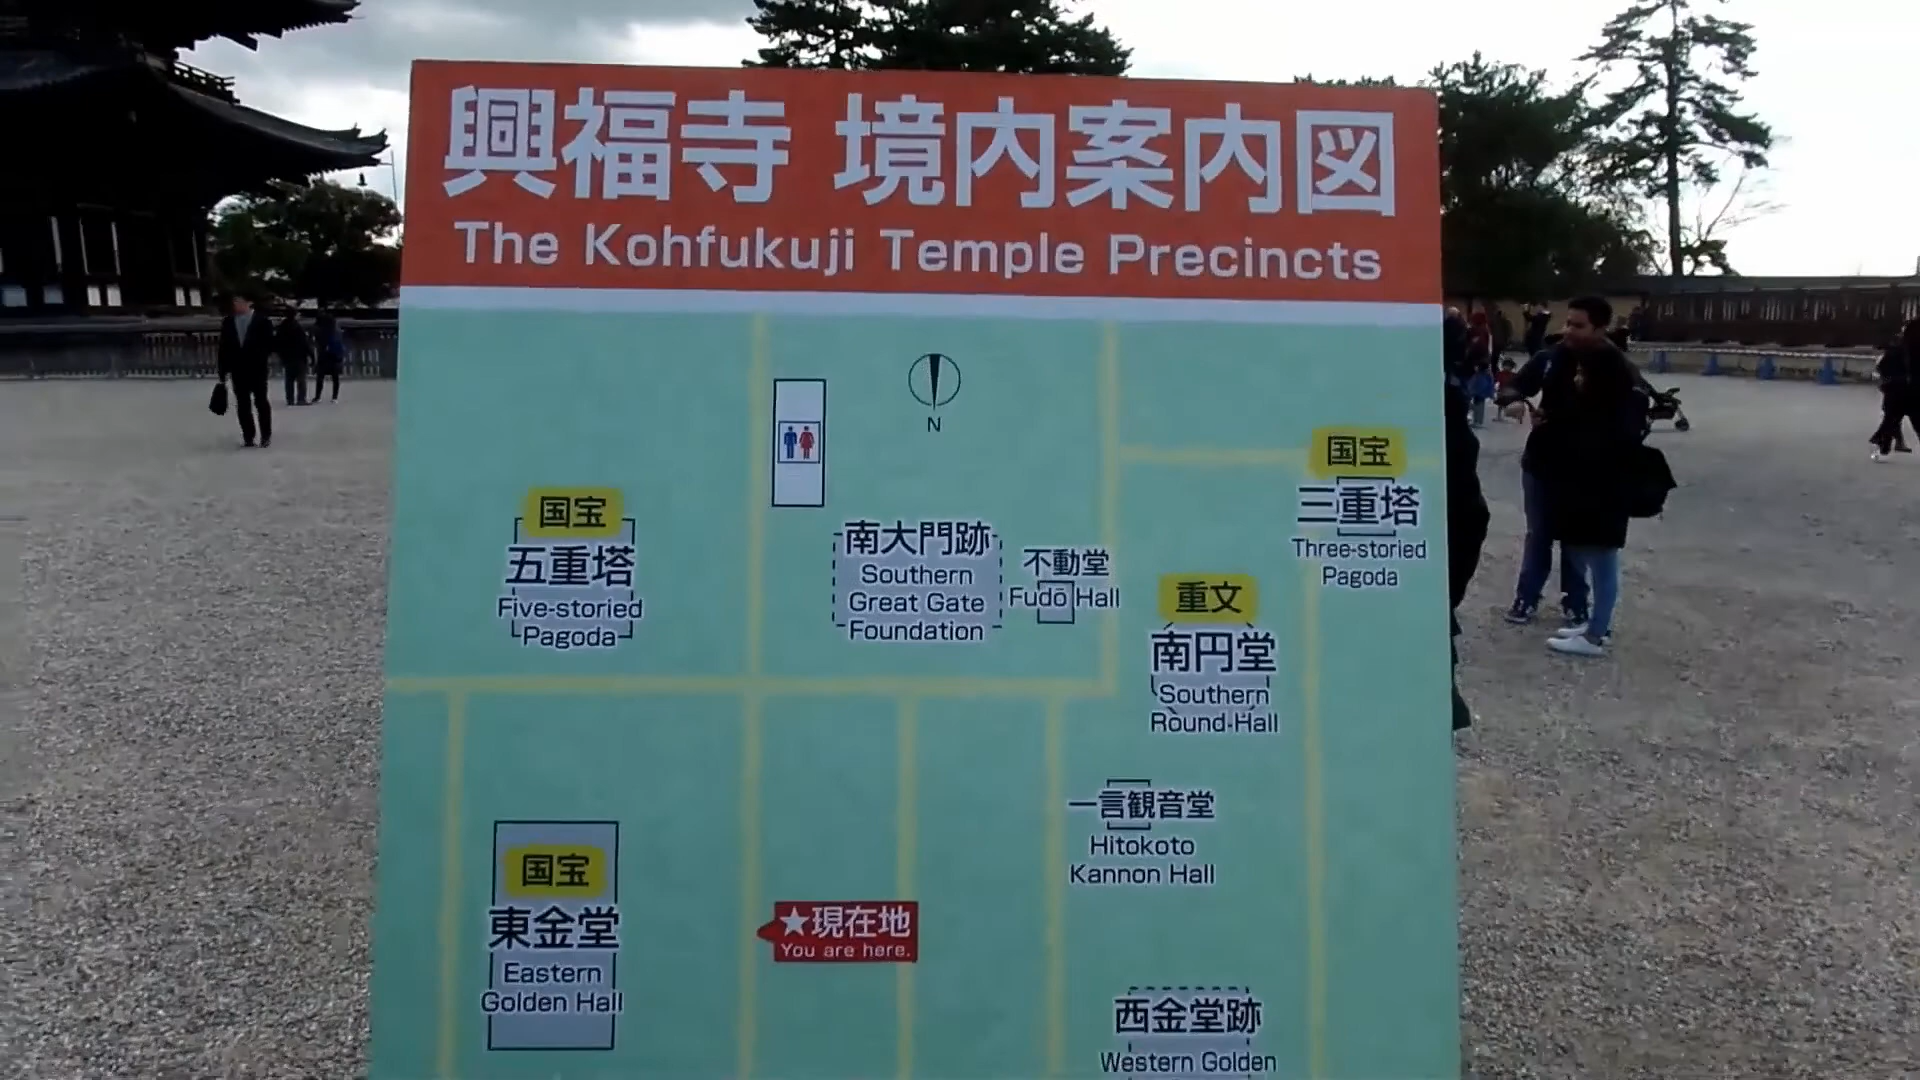 興福寺 境内案内図
The Kohfukuji Temple Precincts
N
国宝
五重塔
Five-storied
Pagoda
南大門跡
Southern
Great Gate
Foundation
不動堂
Fudō Hall
国宝
三重塔
Three-storied
Pagoda
重文
南円堂
Southern
Round-Hall
一言観音堂
Hitokoto
Kannon Hall
国宝
東金堂
Eastern
Golden Hall
★現在地
You are here.
西金堂跡
Western Golden